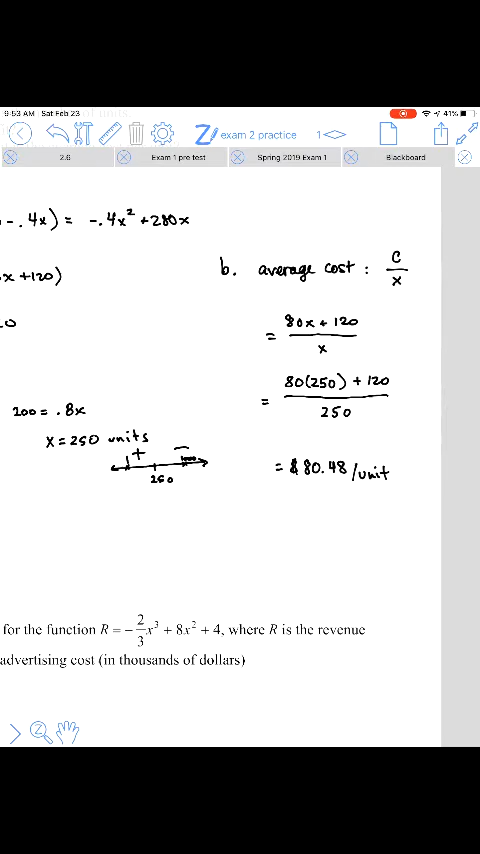 9:53 AM Sat Feb 23
41%
exam 2 practice
1
2.6
Exam 1 pre test
Spring 2019 Exam 1
Blackboard
- .4x) = -.4x² + 280x
b. average cost : C/x
x + 120)
= 80x + 120 / x
0
= 80(250) + 120 / 250
200 = .8x
x = 250 units
+ −
250
= $80.48/unit
for the function R = −2/3x³ + 8x² + 4, where R is the revenue
advertising cost (in thousands of dollars)